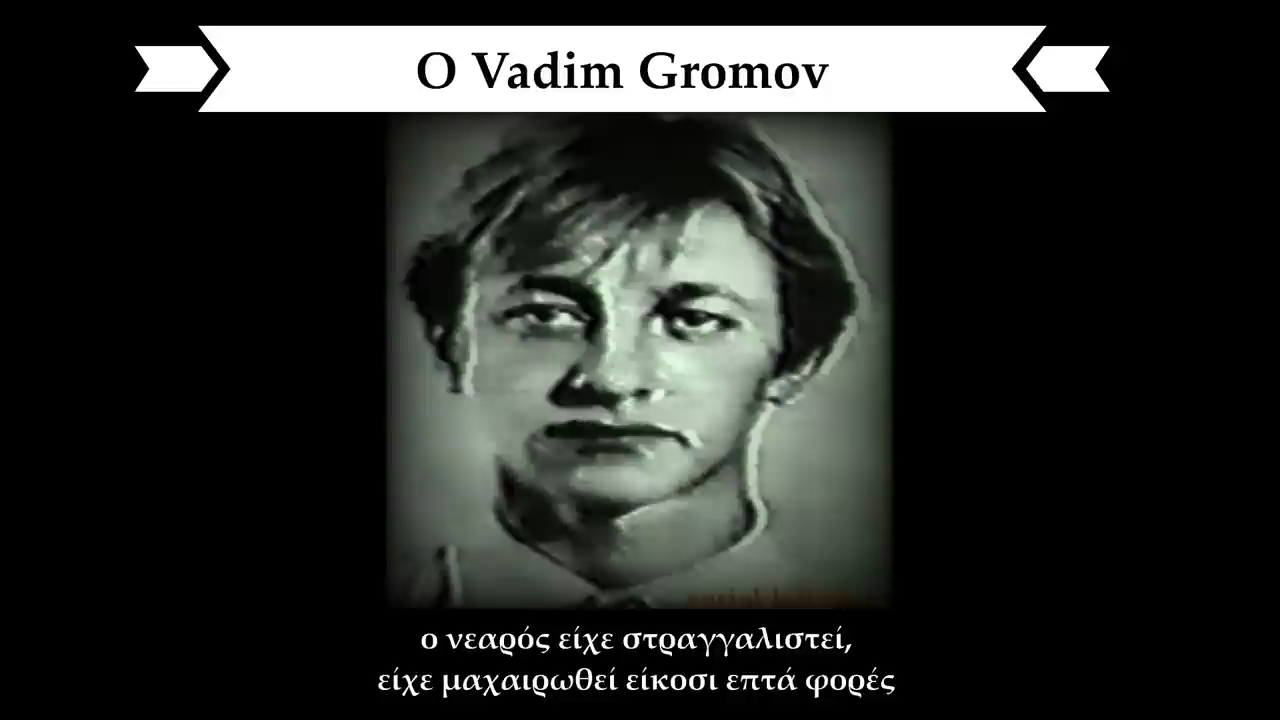 Ο Vadim Gromov
ο νεαρός είχε στραγγαλιστεί,
είχε μαχαιρωθεί είκοσι επτά φορές